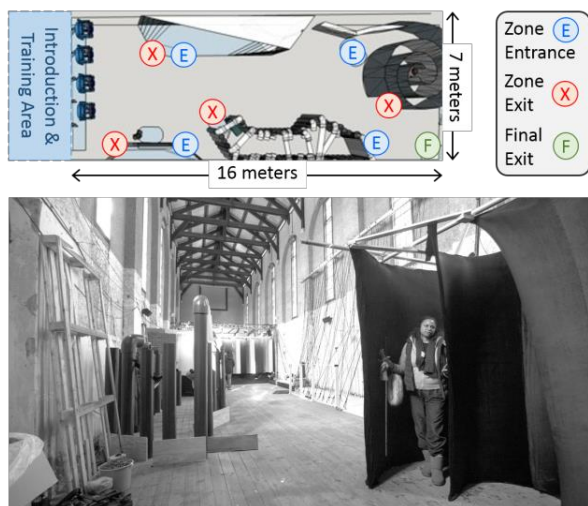 Introduction &
Training Area
X
E
E
X
X
X
E
E
F
16 meters
7 meters
Zone
Entrance
E
Zone
Exit
X
Final
Exit
F